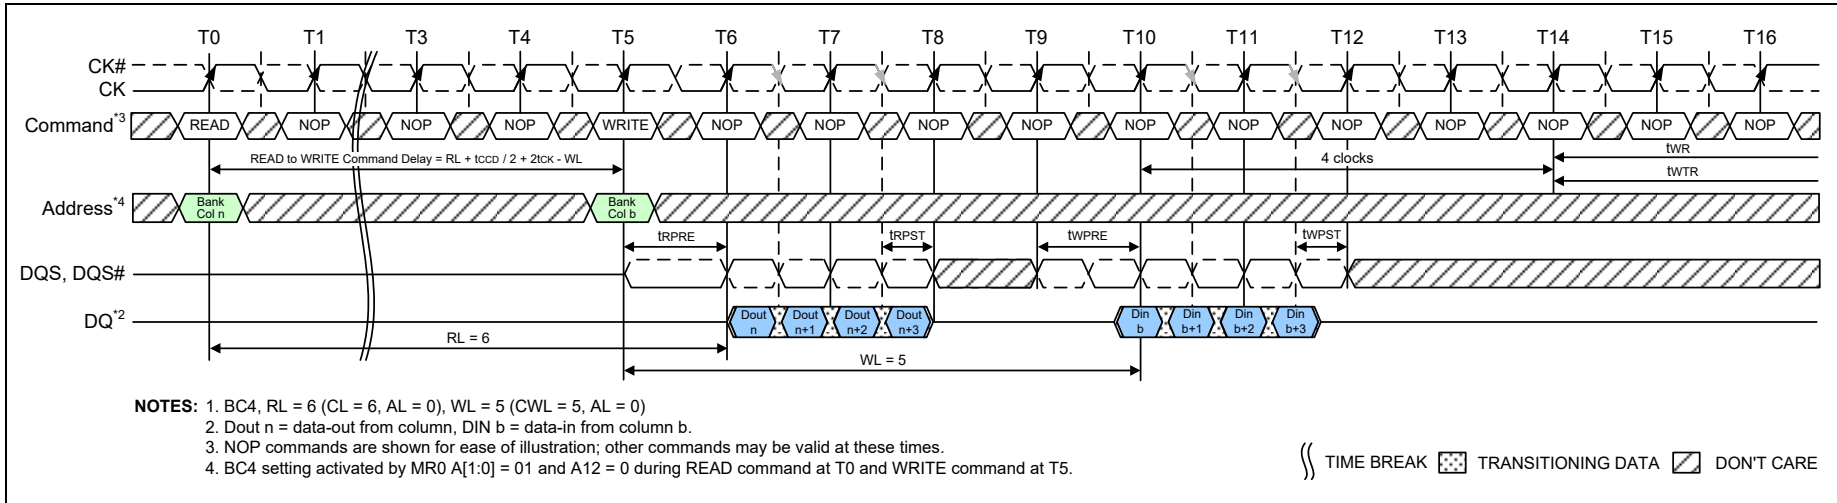 T0 T1 T3 T4 T5 T6 T7 T8 T9 T10 T11 T12 T13 T14 T15 T16
CK#
CK
Command*3 READ NOP NOP NOP WRITE NOP NOP NOP NOP NOP NOP NOP NOP NOP NOP NOP
READ to WRITE Command Delay = RL + tCCD / 2 + 2tCK - WL
4 clocks
tWR
tWTR
Address*4
Bank
Col n
Bank
Col b
tRPRE tRPST tWPRE tWPST
DQS, DQS#
DQ*2
Dout
n
Dout
n+1
Dout
n+2
Dout
n+3
Din
b
Din
b+1
Din
b+2
Din
b+3
RL = 6
WL = 5
NOTES: 1. BC4, RL = 6 (CL = 6, AL = 0), WL = 5 (CWL = 5, AL = 0)
2. Dout n = data-out from column, DIN b = data-in from column b.
3. NOP commands are shown for ease of illustration; other commands may be valid at these times.
4. BC4 setting activated by MR0 A[1:0] = 01 and A12 = 0 during READ command at T0 and WRITE command at T5.
TIME BREAK TRANSITIONING DATA DON'T CARE